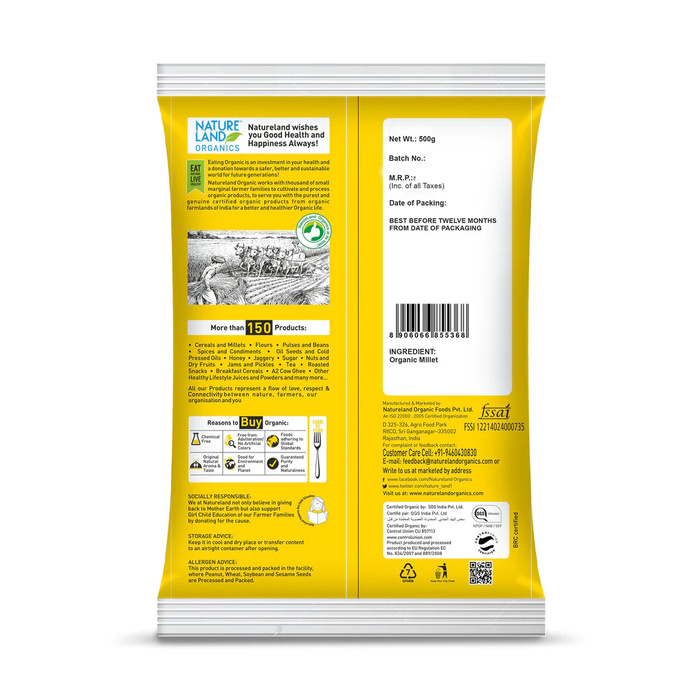 NATURE
LAND
ORGANICS
Natureland wishes
you Good Health and
Happiness Always!
EAT
LIVE
Eating Organic is an investment in your health and
a donation towards a safer, better and sustainable
world for future generations!
Natureland Organic works with thousand of small
marginal farmer families to cultivate and process
organic products, to serve you with the purest and
genuine certified organic products from organic
farmlands of India for a better and healthier Organic life.
More than 150 Products:
• Cereals and Millets • Flours • Pulses and Beans
• Spices and Condiments • Oil Seeds and Cold
Pressed Oils • Honey • Jaggery • Sugar • Nuts and
Dry Fruits • Jams and Pickles • Tea • Roasted
Snacks • Breakfast Cereals • A2 Cow Ghee • Other
Healthy Lifestyle Juices and Powders and many more...
All our Products represent a flow of love, respect &
Connectivity between nature, farmers, our
organisation and you
Reasons to Buy Organic:
Chemical
Free
Free from
Adulteration/
No Artificial
Colors
Foods
adhering to
Global
Standards
Original
Natural
Aroma &
Taste
Good for
Environment
and
Planet
Guaranteed
Purity
and
Naturalness
SOCIALLY RESPONSIBLE:
We at Natureland not only believe in giving
back to Mother Earth but also support
Girl Child Education of our Farmer Families
by donating for the cause.
STORAGE ADVICE:
Keep it in cool and dry place or transfer content
to an airtight container after opening.
ALLERGEN ADVICE:
This product is processed and packed in the facility,
where Peanut, Wheat, Soybean and Sesame Seeds
are Processed and Packed.
Net Wt.: 500g
Batch No.:
M.R.P.:
(Inc. of all Taxes)
Date of Packing:
BEST BEFORE TWELVE MONTHS
FROM DATE OF PACKAGING
8 906066 855368
INGREDIENT:
Organic Millet
Manufactured & Marketed by
Natureland Organic Foods Pvt. Ltd.
An ISO 22000 : 2005 Certified Organization
D 325-326, Agro Food Park
RIICO, Sri Ganganagar-335002
Rajasthan, India
fssai
FSSI 12214024000735
For complaint or feedback contact:
Customer Care Cell: +91-9460430830
E-mail: feedback@naturelandorganics.com or
Write to us at marketed by address
www.facebook.com/NaturelandOrganics
www.twitter.com/nature_land1
Visit us at: www.naturelandorganics.com
Certified Organic by: SGS India Pvt. Ltd.
Certifié par: SGS India Pvt. Ltd
Certified Organic by:
Central Union CU 857112
www.controlunion.com
Product produced and processed
according to EU Regulation EC
No. 834/2007 and 889/2008
SGS
BRC certified
7
OTHER